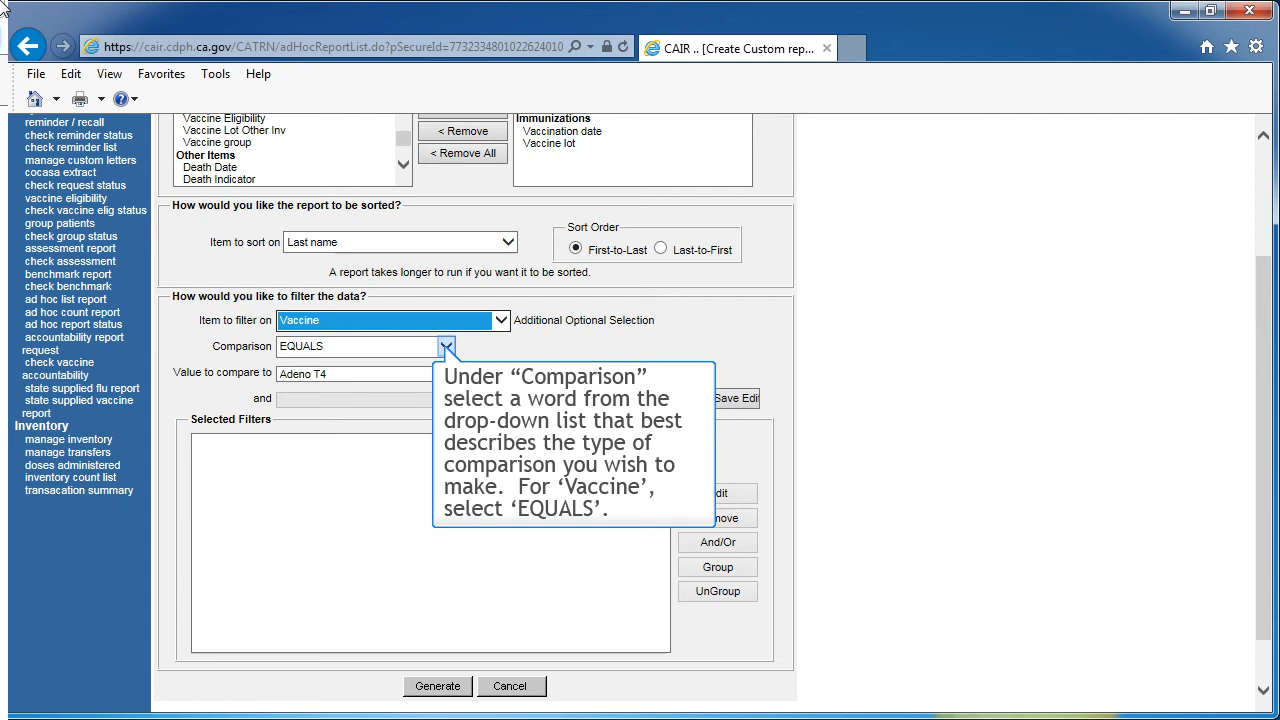 https://cair.cdph.ca.gov/CATRN/adHocReportList.do?pSecureId=7732334801022624010
CAIR .. [Create Custom rep...
File Edit View Favorites Tools Help
reminder / recall
check reminder status
check reminder list
manage custom letters
cocasa extract
check request status
vaccine eligibility
check vaccine elig status
group patients
check group status
assessment report
check assessment
benchmark report
check benchmark
ad hoc list report
ad hoc count report
ad hoc report status
accountability report
request
check vaccine
accountability
state supplied flu report
state supplied vaccine
report
Inventory
manage inventory
manage transfers
doses administered
inventory count list
transacation summary
Vaccine Eligibility
Vaccine Lot Other Inv
Vaccine group
Other Items
Death Date
Death Indicator
< Remove
< Remove All
Immunizations
Vaccination date
Vaccine lot
How would you like the report to be sorted?
Item to sort on Last name
Sort Order
First-to-Last Last-to-First
A report takes longer to run if you want it to be sorted.
How would you like to filter the data?
Item to filter on Vaccine Additional Optional Selection
Comparison EQUALS
Value to compare to Adeno T4
and
Save Edit
Under “Comparison”
select a word from the
drop-down list that best
describes the type of
comparison you wish to
make. For ‘Vaccine’,
select ‘EQUALS’.
Selected Filters
And/Or
Group
UnGroup
Generate Cancel